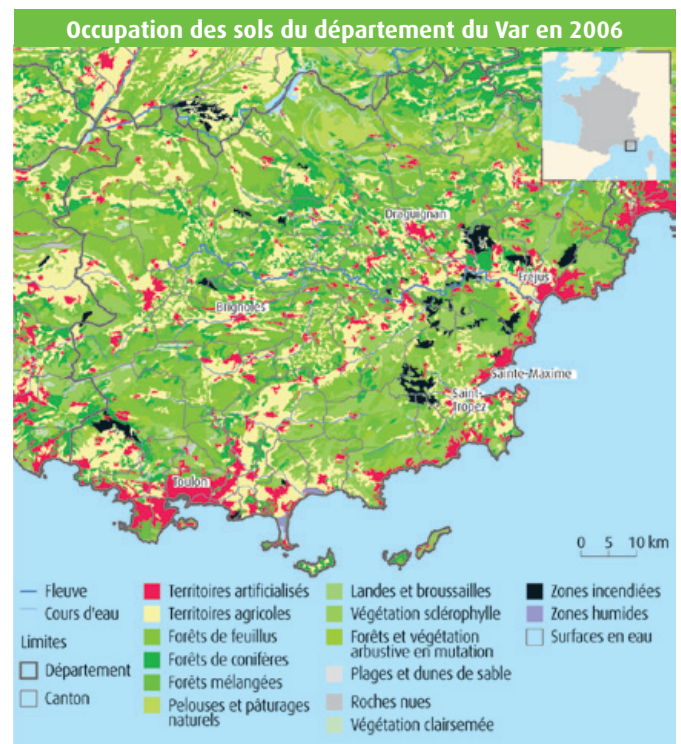 Occupation des sols du département du Var en 2006
Draguignan
Fréjus
Brignoles
Sainte-Maxime
Saint-
Tropez
Toulon
0 5 10 km
Fleuve
Cours d'eau
Limites
Département
Canton
Territoires artificialisés
Territoires agricoles
Forêts de feuillus
Forêts de conifères
Forêts mélangées
Pelouses et pâturages
naturels
Landes et broussailles
Végétation sclérophylle
Forêts et végétation
arbustive en mutation
Plages et dunes de sable
Roches nues
Végétation clairsemée
Zones incendiées
Zones humides
Surfaces en eau